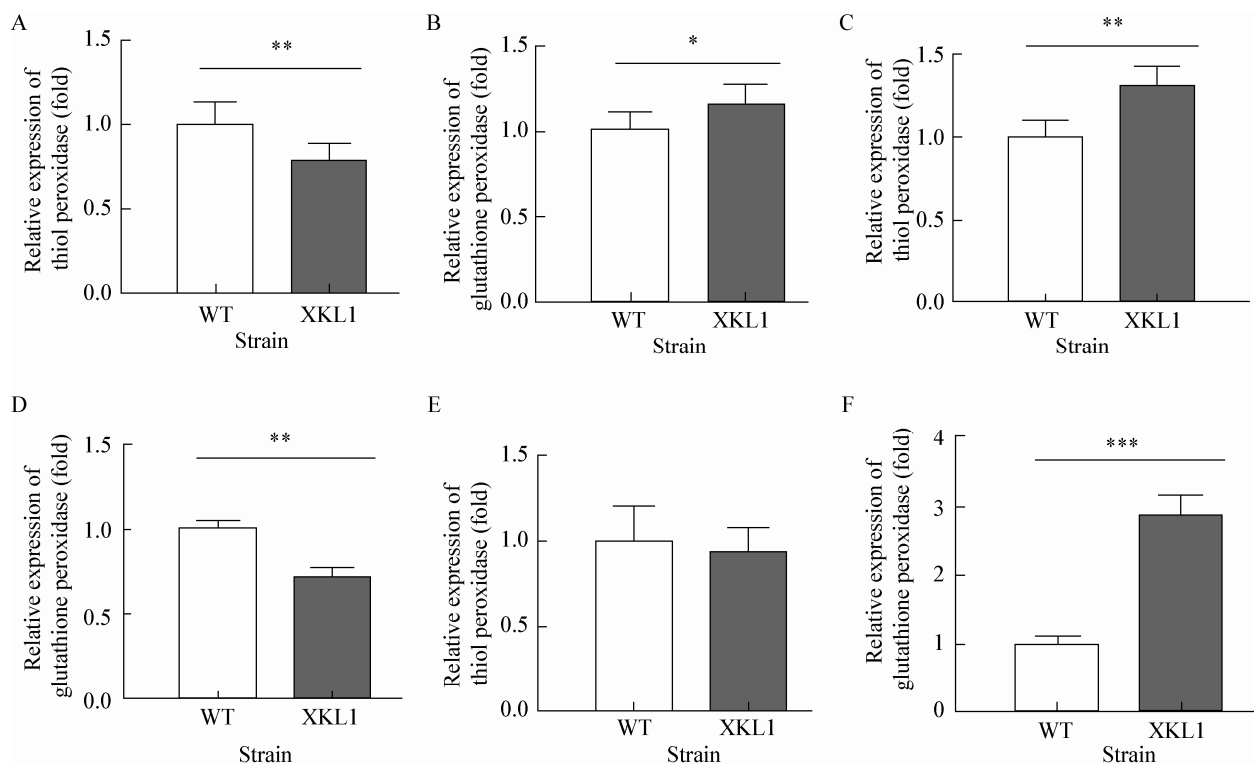 A
Relative expression of
thiol peroxidase (fold)
1.5
1.0
0.5
0.0
**
WT
XKL1
Strain
B
Relative expression of
glutathione peroxidase (fold)
1.5
1.0
0.5
0.0
*
WT
XKL1
Strain
C
Relative expression of
thiol peroxidase (fold)
1.5
1.0
0.5
0.0
**
WT
XKL1
Strain
D
Relative expression of
glutathione peroxidase (fold)
1.5
1.0
0.5
0.0
**
WT
XKL1
Strain
E
Relative expression of
thiol peroxidase (fold)
1.5
1.0
0.5
0.0
WT
XKL1
Strain
F
Relative expression of
glutathione peroxidase (fold)
4
3
2
1
0
***
WT
XKL1
Strain